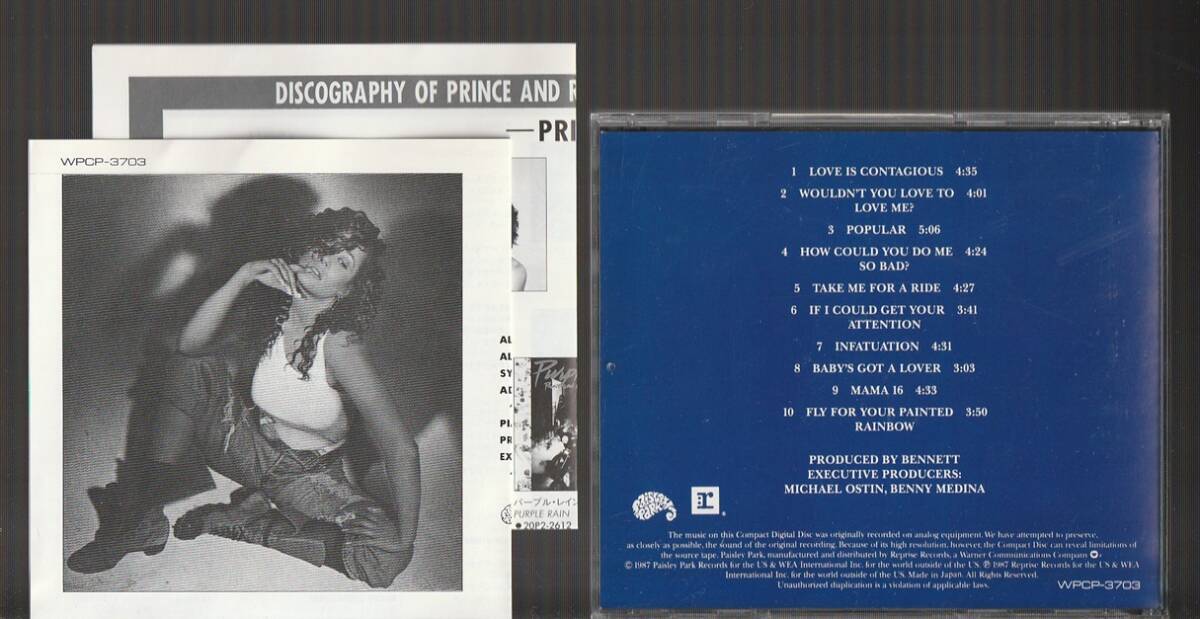 DISCOGRAPHY OF PRINCE AND
—PRI
WPCP-3703
AL
AL
SY
AD
PL
PR
EX
PURPLE RAIN
パープル・レイン
●20P2-2612
1 LOVE IS CONTAGIOUS 4:35
2 WOULDN'T YOU LOVE TO 4:01
LOVE ME?
3 POPULAR 5:06
4 HOW COULD YOU DO ME 4:24
SO BAD?
5 TAKE ME FOR A RIDE 4:27
6 IF I COULD GET YOUR 3:41
ATTENTION
7 INFATUATION 4:31
8 BABY'S GOT A LOVER 3:03
9 MAMA 16 4:33
10 FLY FOR YOUR PAINTED 3:50
RAINBOW
PRODUCED BY BENNETT
EXECUTIVE PRODUCERS:
MICHAEL OSTIN, BENNY MEDINA
PAISLEY PARK
r
The music on this Compact Digital Disc was originally recorded on analog equipment. We have attempted to preserve,
as closely as possible, the sound of the original recording. Because of its high resolution, however, the Compact Disc can reveal limitations of
the source tape. Paisley Park, manufactured and distributed by Reprise Records, a Warner Communications Company
© 1987 Paisley Park Records for the US & WEA International Inc. for the world outside of the US. ℗ 1987 Reprise Records for the US & WEA
International Inc. for the world outside of the US. Made in Japan. All Rights Reserved.
Unauthorized duplication is a violation of applicable laws.
WPCP-3703